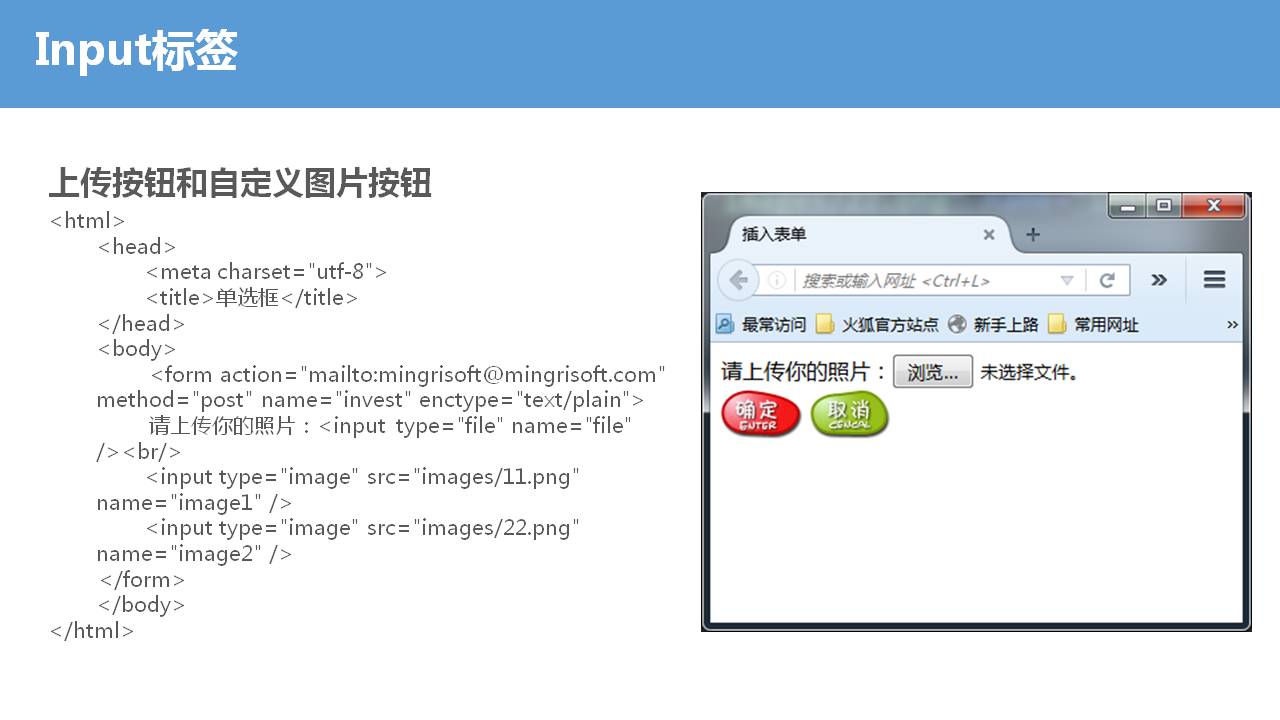 Input标签
上传按钮和自定义图片按钮
<html>
<head>
<meta charset="utf-8">
<title>单选框</title>
</head>
<body>
<form action="mailto:mingrisoft@mingrisoft.com"
method="post" name="invest" enctype="text/plain">
请上传你的照片：<input type="file" name="file"
/><br/>
<input type="image" src="images/11.png"
name="image1" />
<input type="image" src="images/22.png"
name="image2" />
</form>
</body>
</html>
插入表单
搜索或输入网址 <Ctrl+L>
最常访问 火狐官方站点 新手上路 常用网址
请上传你的照片：浏览... 未选择文件。
确定 取消
ENTER CENCAL